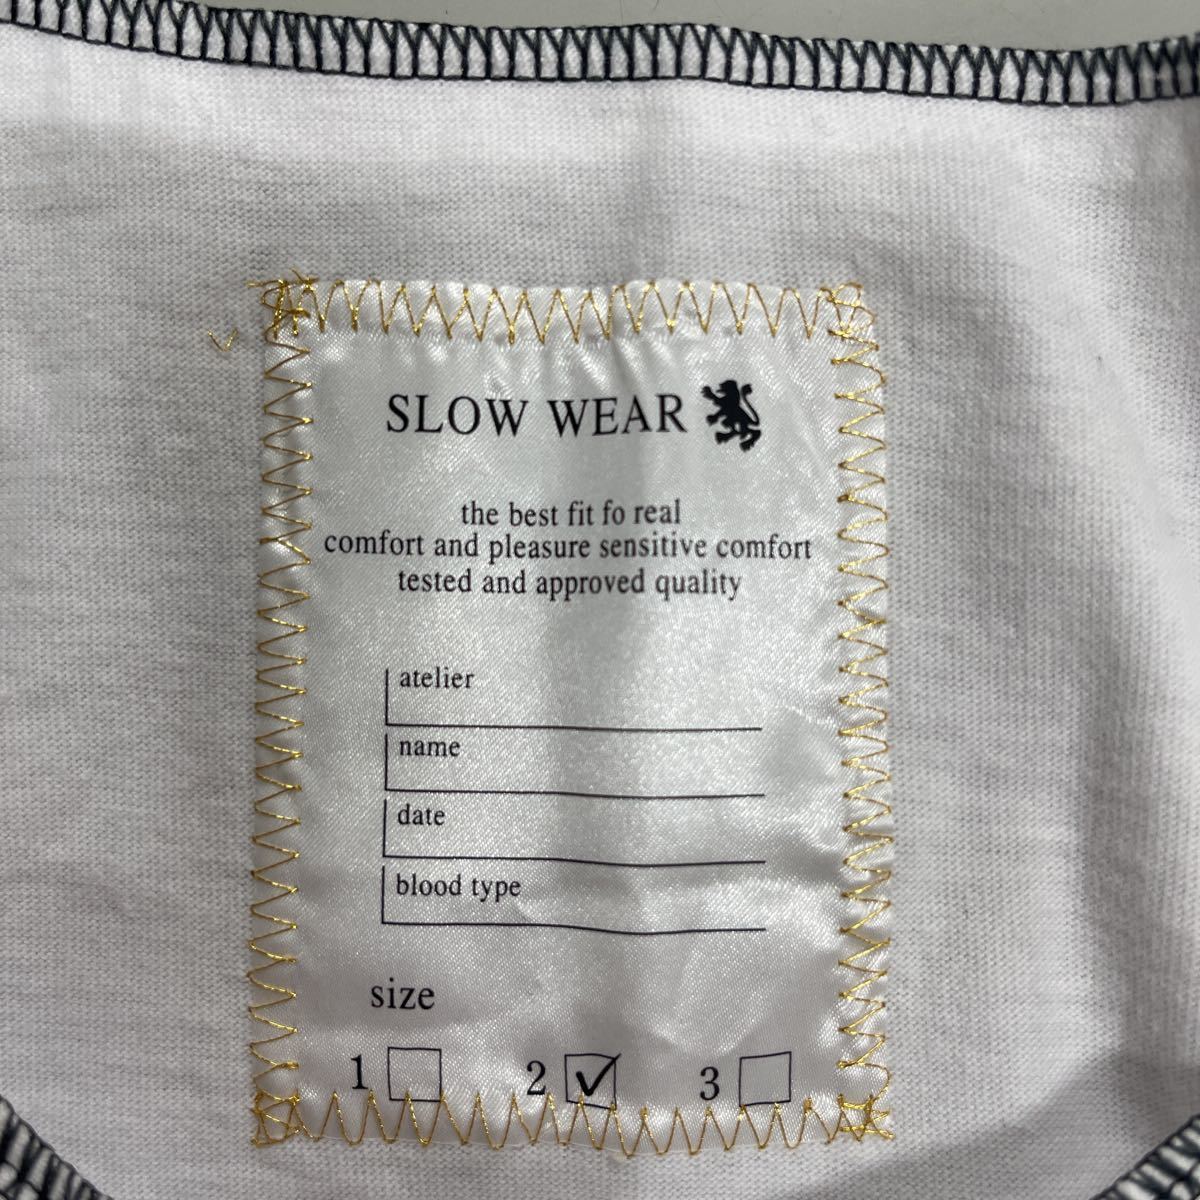 SLOW WEAR
the best fit fo real
comfort and pleasure sensitive comfort
tested and approved quality
atelier
name
date
blood type
size
1 2 3